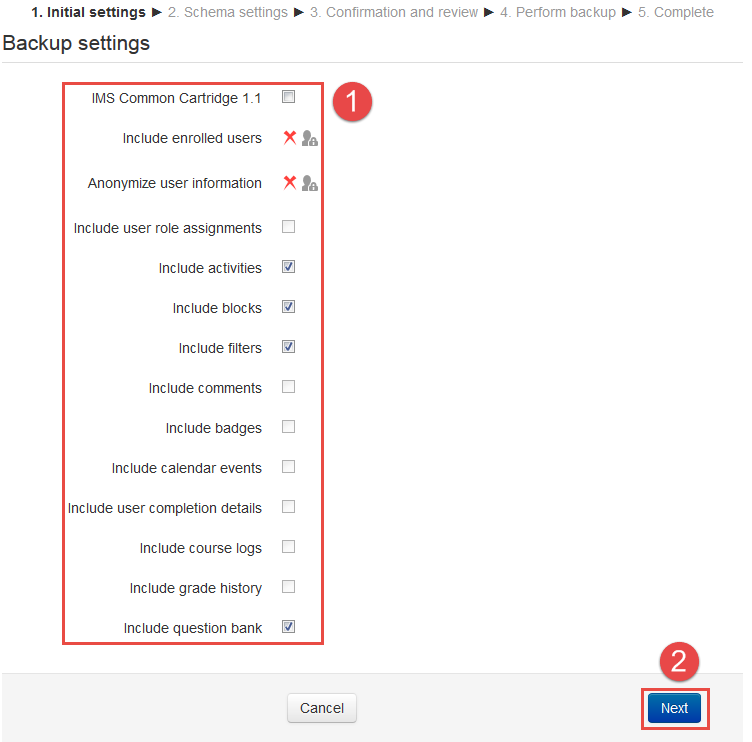 1. Initial settings ► 2. Schema settings ► 3. Confirmation and review ► 4. Perform backup ► 5. Complete
Backup settings
IMS Common Cartridge 1.1
1
Include enrolled users
Anonymize user information
Include user role assignments
Include activities
Include blocks
Include filters
Include comments
Include badges
Include calendar events
Include user completion details
Include course logs
Include grade history
Include question bank
2
Cancel Next